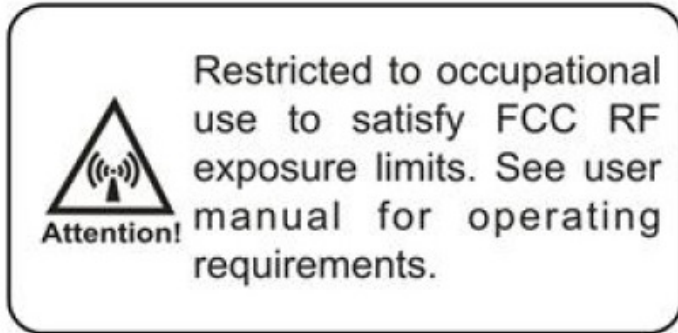 Restricted to occupational
use to satisfy FCC RF
exposure limits. See user
manual for operating
requirements.
Attention!